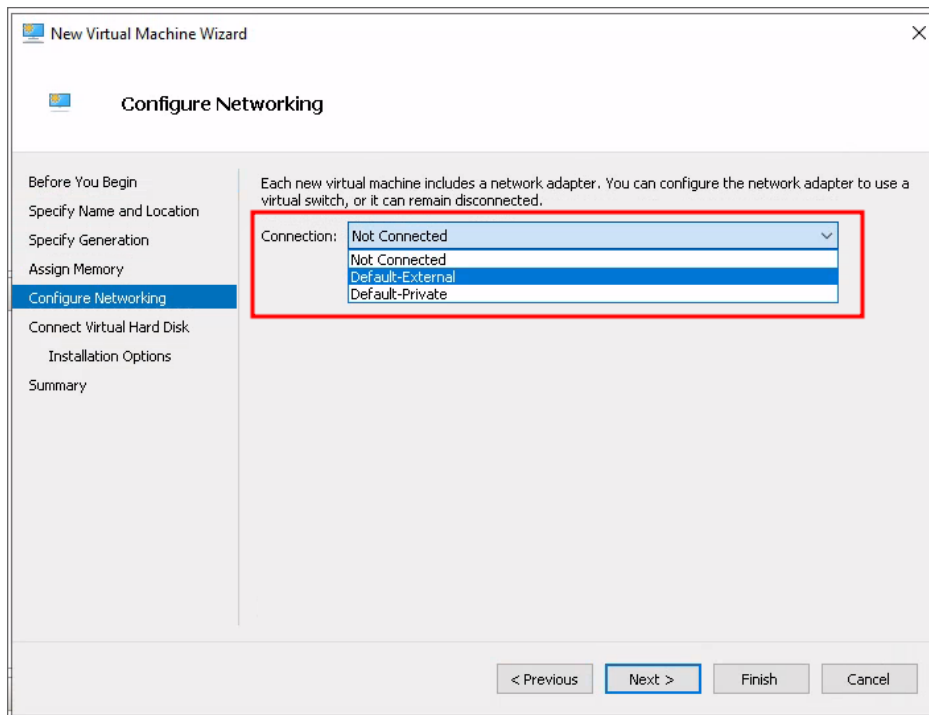 New Virtual Machine Wizard
Configure Networking
Before You Begin
Specify Name and Location
Specify Generation
Assign Memory
Configure Networking
Connect Virtual Hard Disk
Installation Options
Summary
Each new virtual machine includes a network adapter. You can configure the network adapter to use a
virtual switch, or it can remain disconnected.
Connection: Not Connected
Not Connected
Default-External
Default-Private
< Previous Next > Finish Cancel